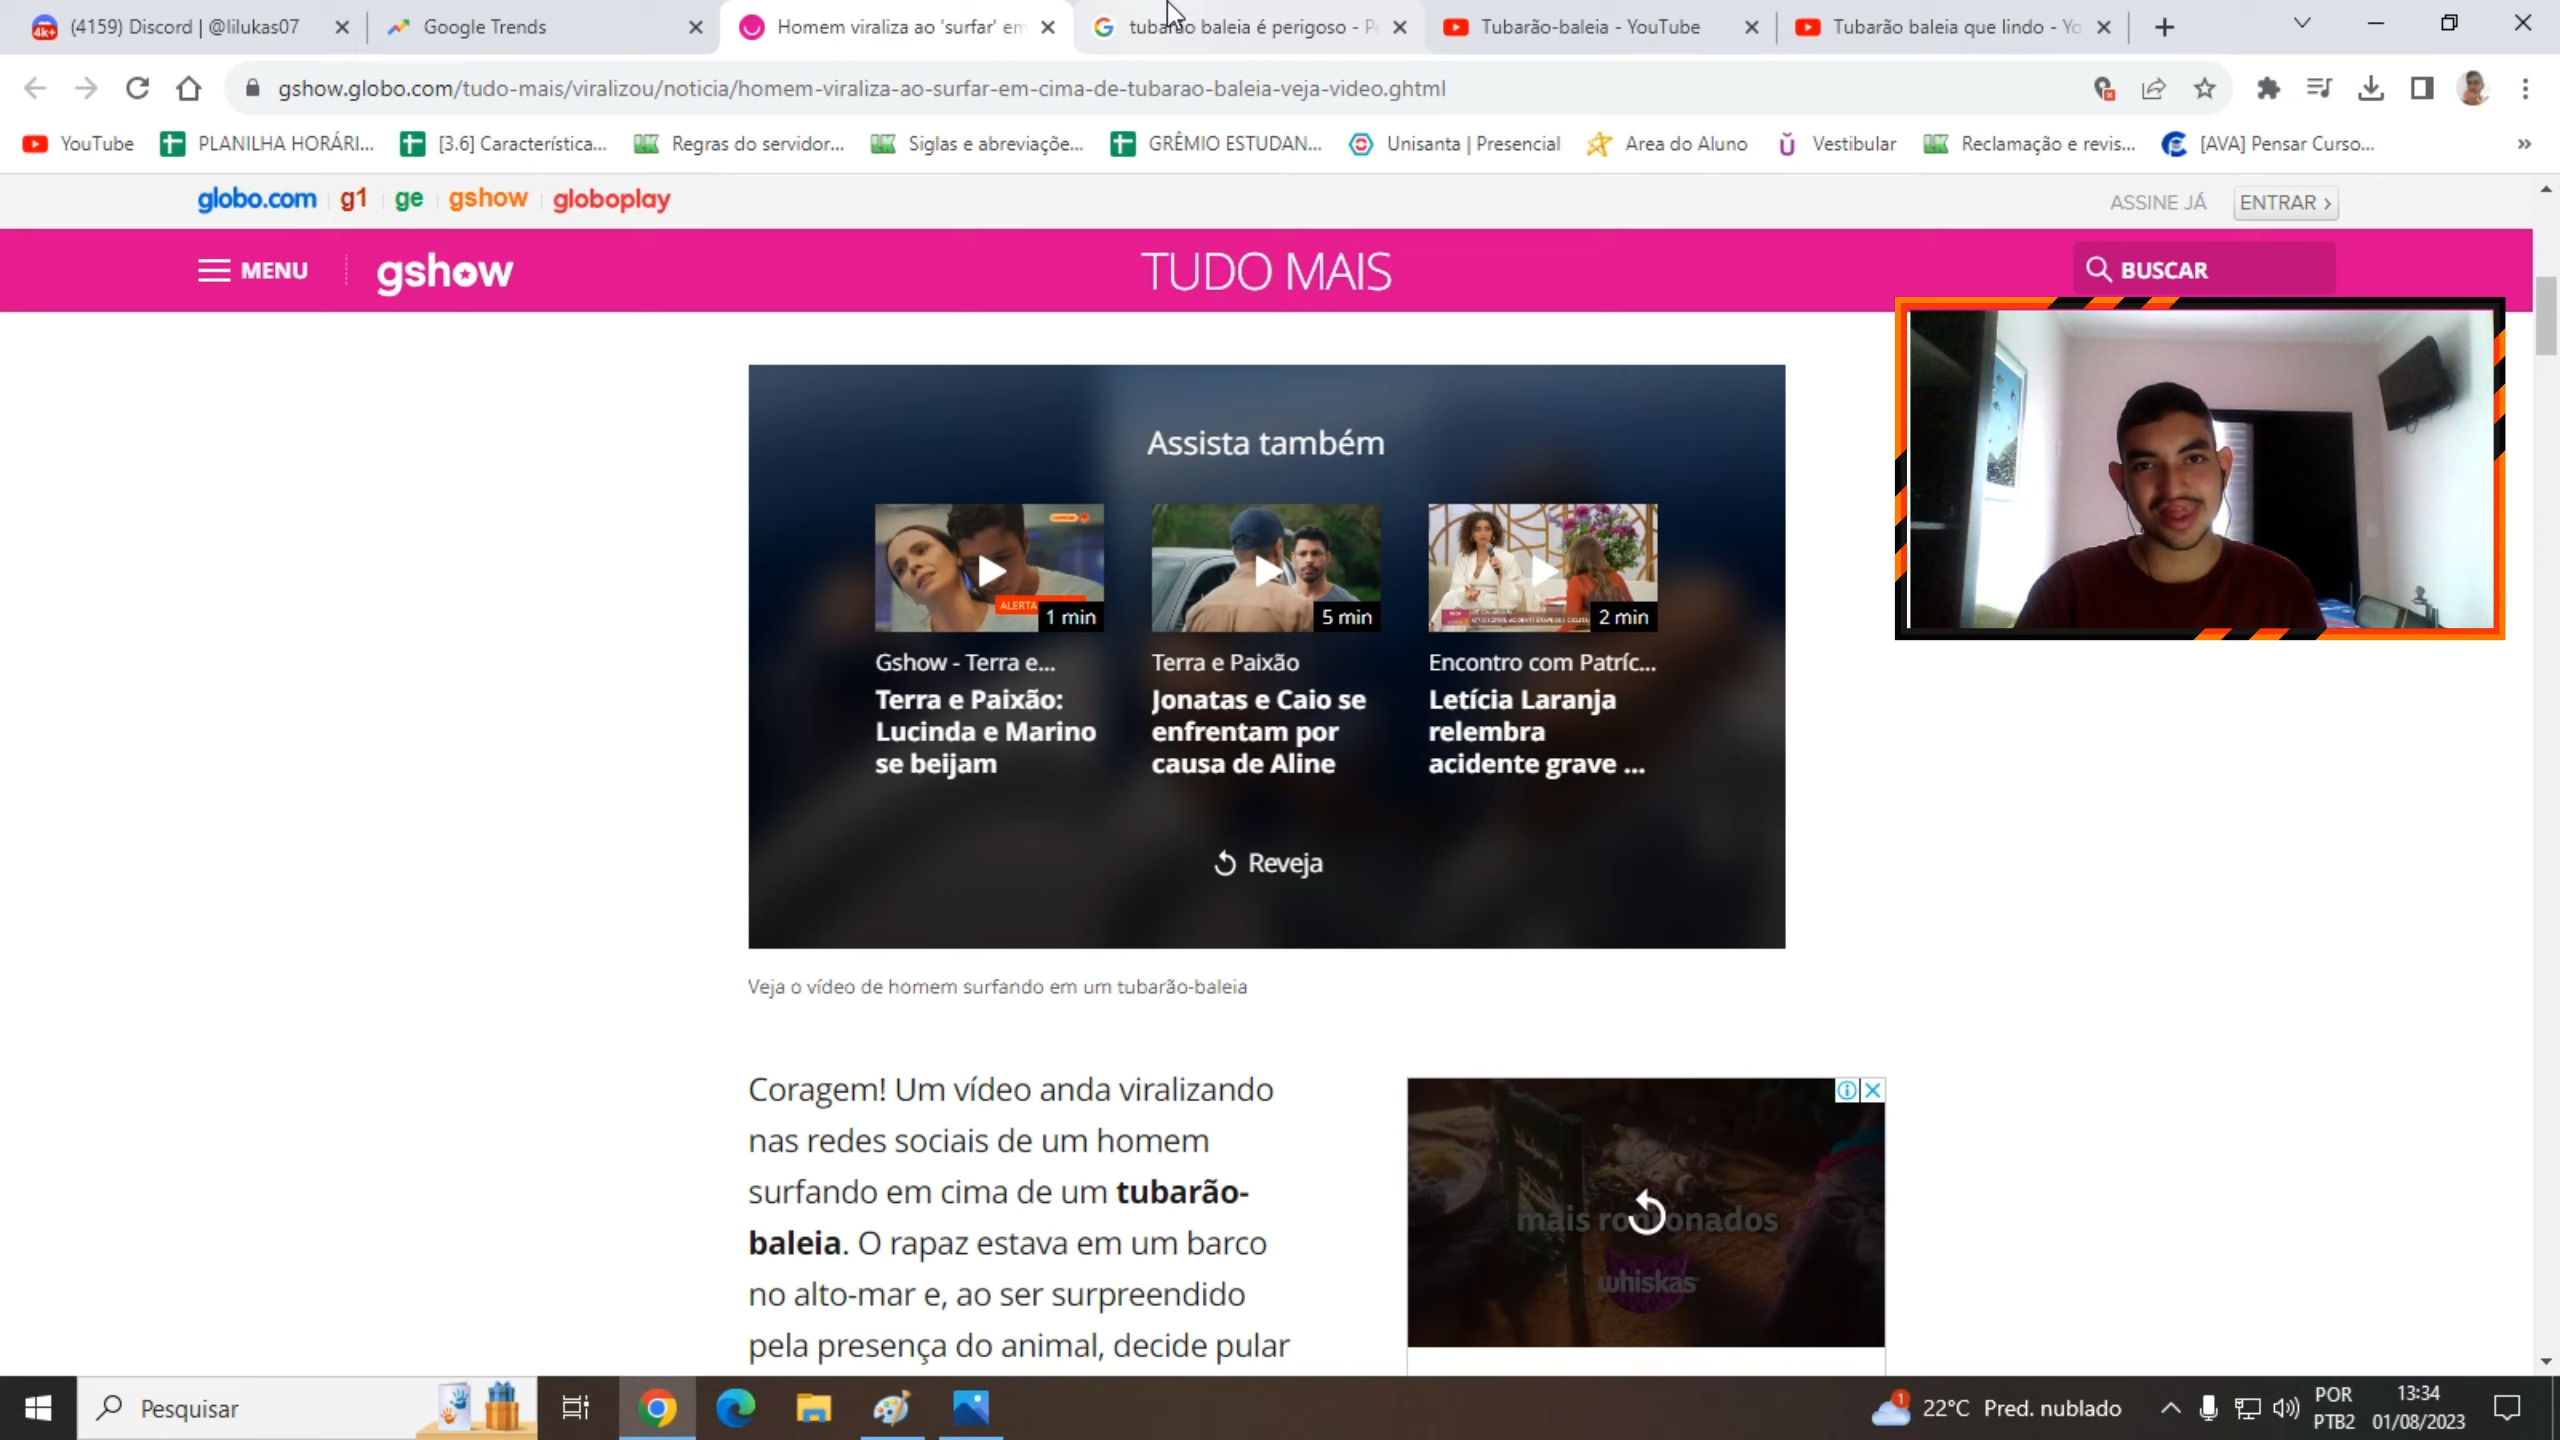 4k+
(4159) Discord | @lilukas07
Google Trends
Homem viraliza ao 'surfar' em
tubarão baleia é perigoso - P
Tubarão-baleia - YouTube
Tubarão baleia que lindo - Yo
gshow.globo.com/tudo-mais/viralizou/noticia/homem-viraliza-ao-surfar-em-cima-de-tubarao-baleia-veja-video.ghtml
YouTube
PLANILHA HORÁRI...
[3.6] Característica...
Regras do servidor...
Siglas e abreviaçõe...
GRÊMIO ESTUDAN...
Unisanta | Presencial
Area do Aluno
Vestibular
Reclamação e revis...
[AVA] Pensar Curso...
»
globo.com
g1
ge
gshow
globoplay
ASSINE JÁ
ENTRAR ›
MENU
gshow
TUDO MAIS
BUSCAR
Assista também
ALERTA
1 min
5 min
2 min
Gshow - Terra e...
Terra e Paixão:
Lucinda e Marino
se beijam
Terra e Paixão
Jonatas e Caio se
enfrentam por
causa de Aline
Encontro com Patríc...
Letícia Laranja
relembra
acidente grave ...
Reveja
Veja o vídeo de homem surfando em um tubarão-baleia
Coragem! Um vídeo anda viralizando
nas redes sociais de um homem
surfando em cima de um tubarão-
baleia. O rapaz estava em um barco
no alto-mar e, ao ser surpreendido
pela presença do animal, decide pular
mais ronronados
whiskas
Pesquisar
1
22°C Pred. nublado
POR
PTB2
13:34
01/08/2023